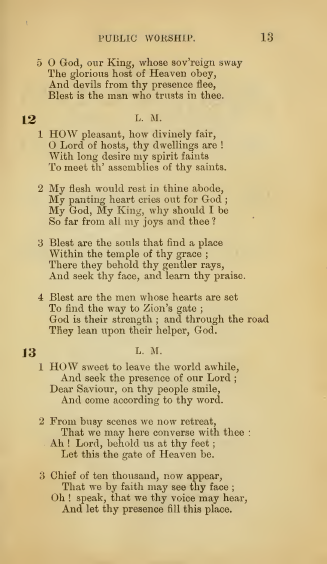 PUBLIC WORSHIP. 13
5 O God, our King, whose sov'reign sway
The glorious host of Heaven obey,
And devils from thy presence flee,
Blest is the man who trusts in thee.
12 L. M.
1 HOW pleasant, how divinely fair,
O Lord of hosts, thy dwellings are !
With long desire my spirit faints
To meet th' assemblies of thy saints.
2 My flesh would rest in thine abode,
My panting heart cries out for God ;
My God, My King, why should I be
So far from all my joys and thee ?
3 Blest are the souls that find a place
Within the temple of thy grace ;
There they behold thy gentler rays,
And seek thy face, and learn thy praise.
4 Blest are the men whose hearts are set
To find the way to Zion's gate ;
God is their strength ; and through the road
They lean upon their helper, God.
13 L. M.
1 HOW sweet to leave the world awhile,
And seek the presence of our Lord ;
Dear Saviour, on thy people smile,
And come according to thy word.
2 From busy scenes we now retreat,
That we may here converse with thee :
Ah ! Lord, behold us at thy feet ;
Let this the gate of Heaven be.
3 Chief of ten thousand, now appear,
That we by faith may see thy face ;
Oh ! speak, that we thy voice may hear,
And let thy presence fill this place.